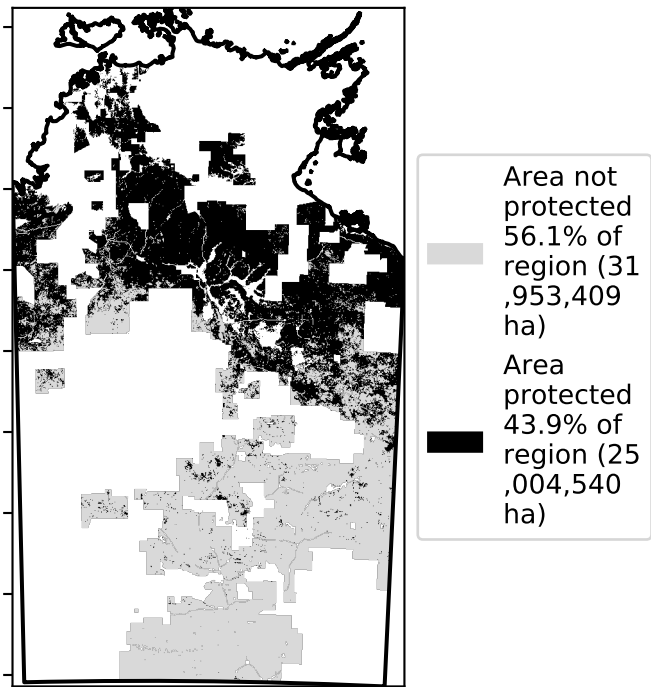 Area not
protected
56.1% of
region (31
,953,409
ha)
Area
protected
43.9% of
region (25
,004,540
ha)